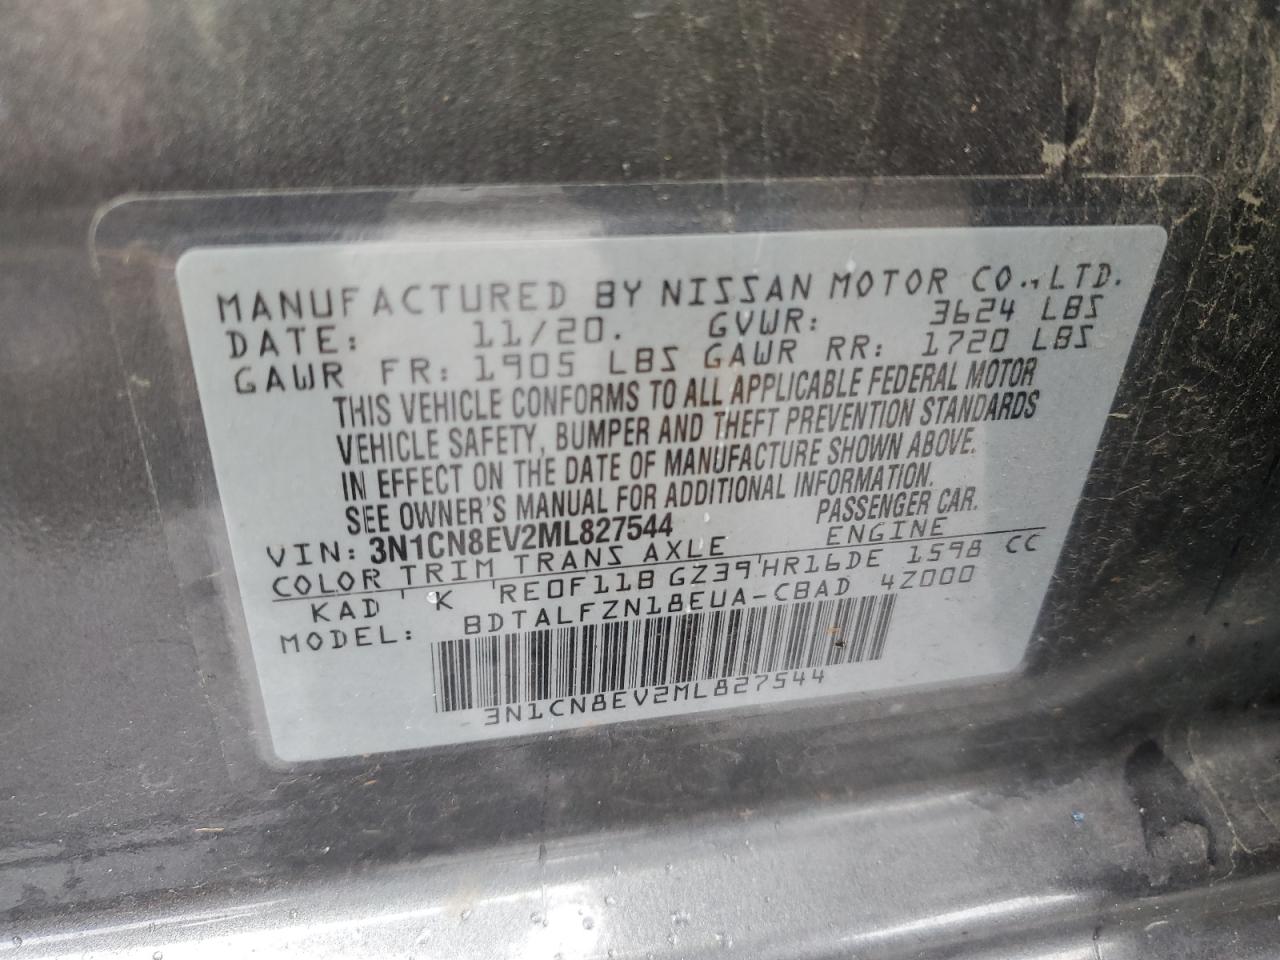 MANUFACTURED BY NISSAN MOTOR CO., LTD.
DATE: 11/20. GVWR: 3624 LBS
GAWR FR: 1905 LBS GAWR RR: 1720 LBS
THIS VEHICLE CONFORMS TO ALL APPLICABLE FEDERAL MOTOR
VEHICLE SAFETY, BUMPER AND THEFT PREVENTION STANDARDS
IN EFFECT ON THE DATE OF MANUFACTURE SHOWN ABOVE.
SEE OWNER'S MANUAL FOR ADDITIONAL INFORMATION.
VIN: 3N1CN8EV2ML827544 PASSENGER CAR.
COLOR TRIM TRANS AXLE ENGINE
KAD ' K 'RE0F11B GZ39'HR16DE 1598 CC
MODEL: BDTALFZN18EUA-CBAD 4Z000
3N1CN8EV2ML827544